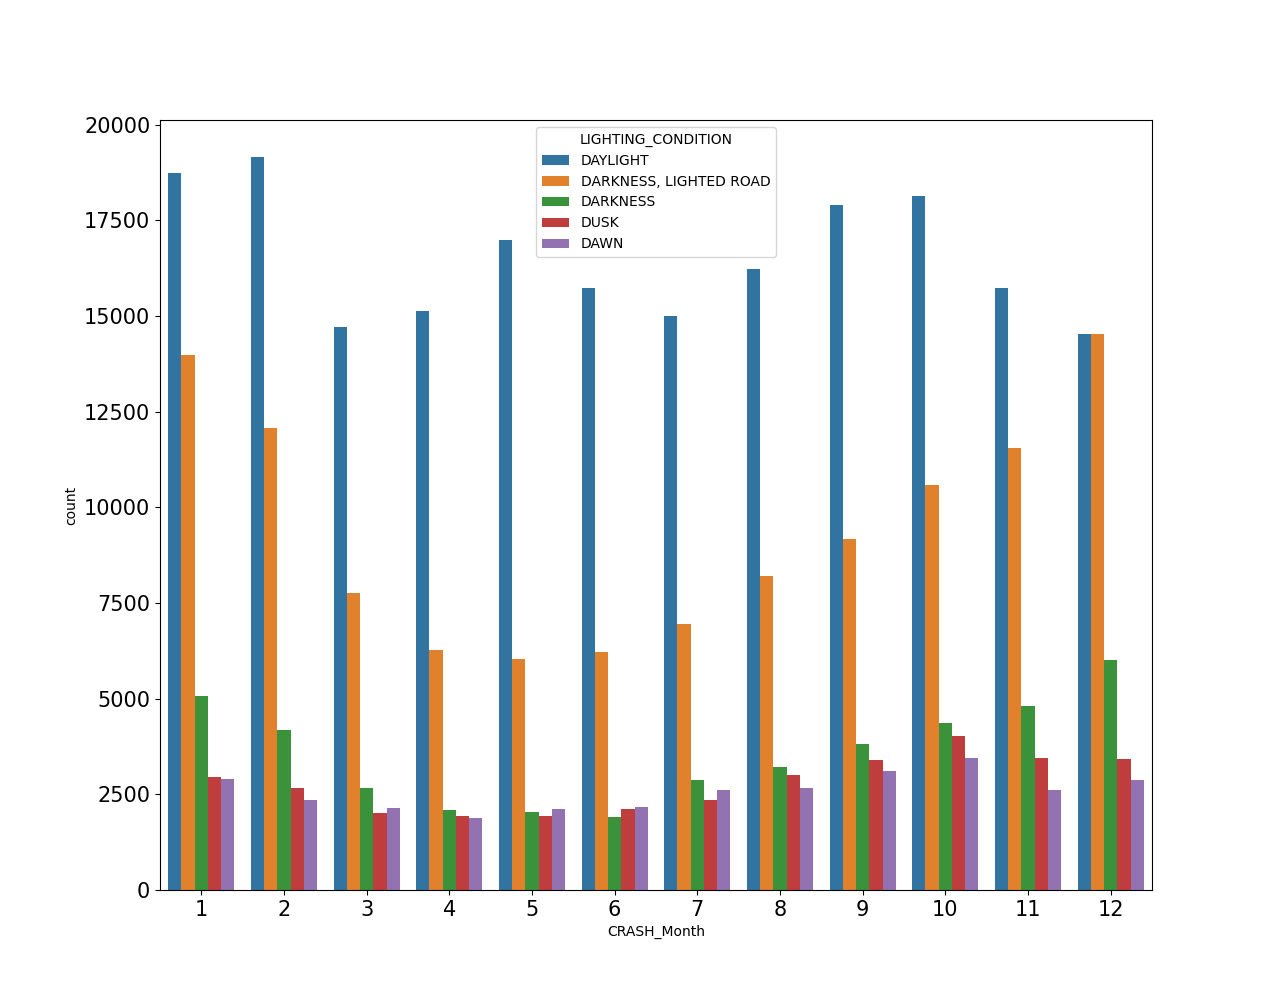 LIGHTING_CONDITION
DAYLIGHT
DARKNESS, LIGHTED ROAD
DARKNESS
DUSK
DAWN
20000
17500
15000
12500
10000
7500
5000
2500
0
count
1 2 3 4 5 6 7 8 9 10 11 12
CRASH_Month